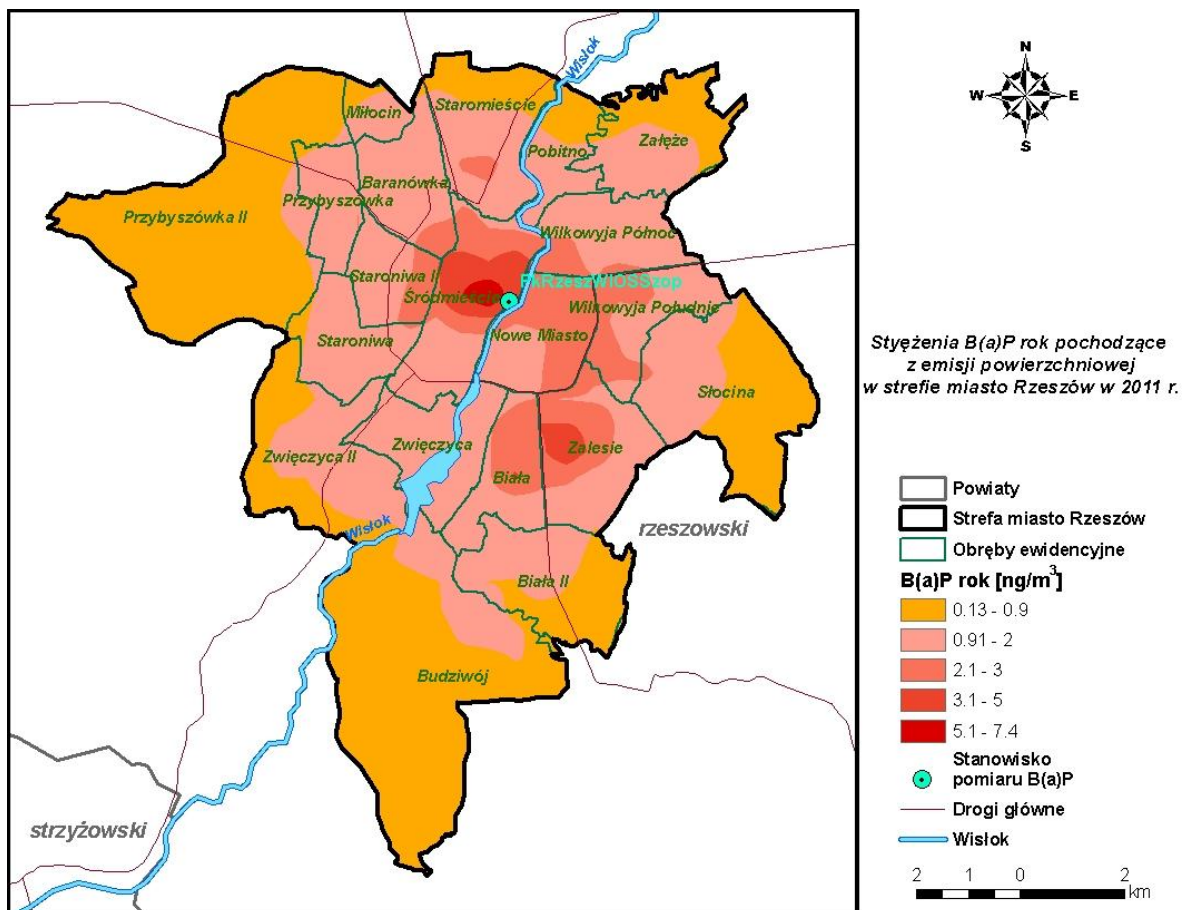 Wisłok
Staromieście
Miłocin
Pobitno
Załęże
Baranówka
Przybyszówka
Przybyszówka II
Wilkowyja Północ
Staroniwa I
PkRzeszWIOSSzop
Śródmieście
Wilkowyja Południe
Staroniwa
Nowe Miasto
Słocina
Zwięczyca
Zalesie
Zwięczyca II
Biała
Wisłok
rzeszowski
Biała II
Budziwój
strzyżowski
N
W E
S
Styężenia B(a)P rok pochodzące
z emisji powierzchniowej
w strefie miasto Rzeszów w 2011 r.
Powiaty
Strefa miasto Rzeszów
Obręby ewidencyjne
B(a)P rok [ng/m³]
0.13 - 0.9
0.91 - 2
2.1 - 3
3.1 - 5
5.1 - 7.4
Stanowisko
pomiaru B(a)P
Drogi główne
Wisłok
2 1 0 2
km